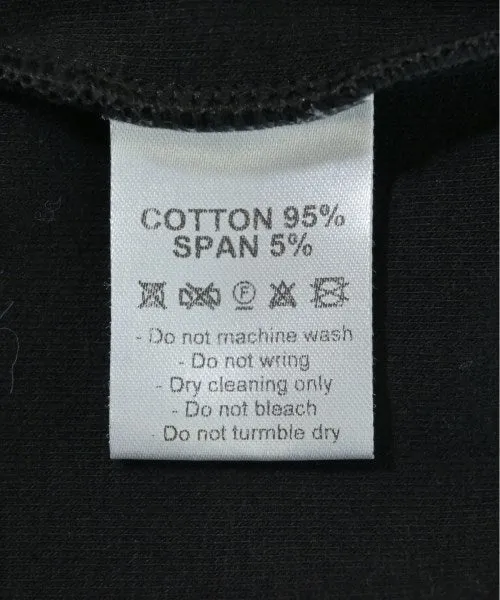 COTTON 95%
SPAN 5%
F
- Do not machine wash
- Do not wring
- Dry cleaning only
- Do not bleach
- Do not turmble dry